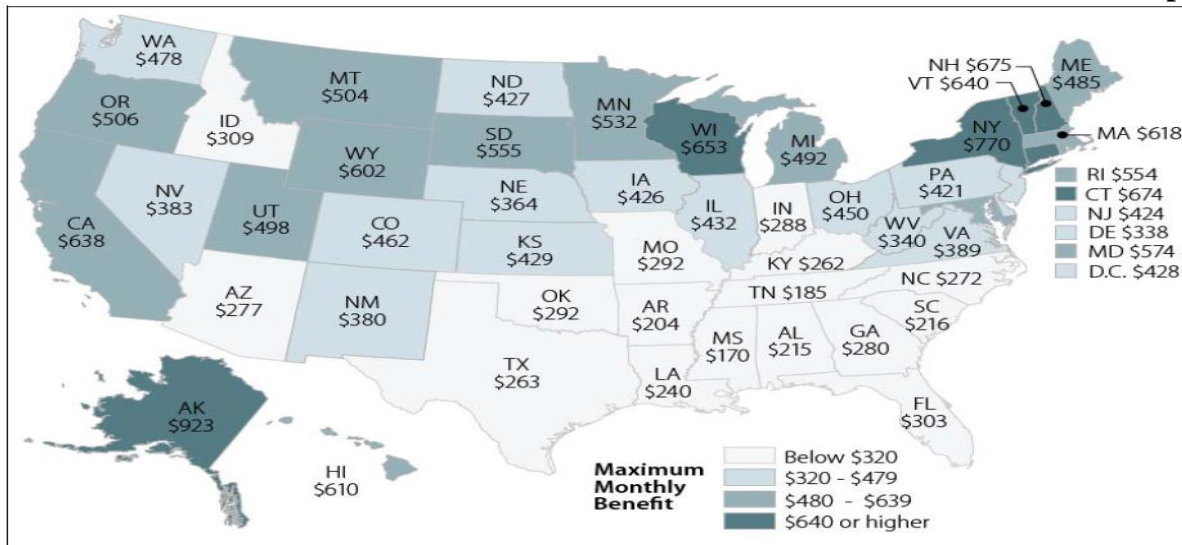 WA
$478
MT
$504
ND
$427
OR
$506
ID
$309
WY
$602
SD
$555
MN
$532
WI
$653
MI
$492
NH $675
VT $640
ME
$485
NY
$770
MA $618
NV
$383
UT
$498
CA
$638
CO
$462
NE
$364
KS
$429
IA
$426
IL
$432
IN
$288
OH
$450
PA
$421
WV
$340
VA
$389
RI $554
CT $674
NJ $424
DE $338
MD $574
D.C. $428
MO
$292
KY $262
NC $272
TN $185
SC
$216
AZ
$277
NM
$380
OK
$292
AR
$204
TX
$263
LA
$240
MS
$170
AL
$215
GA
$280
FL
$303
AK
$923
HI
$610
Maximum
Monthly
Benefit
Below $320
$320 - $479
$480 - $639
$640 or higher